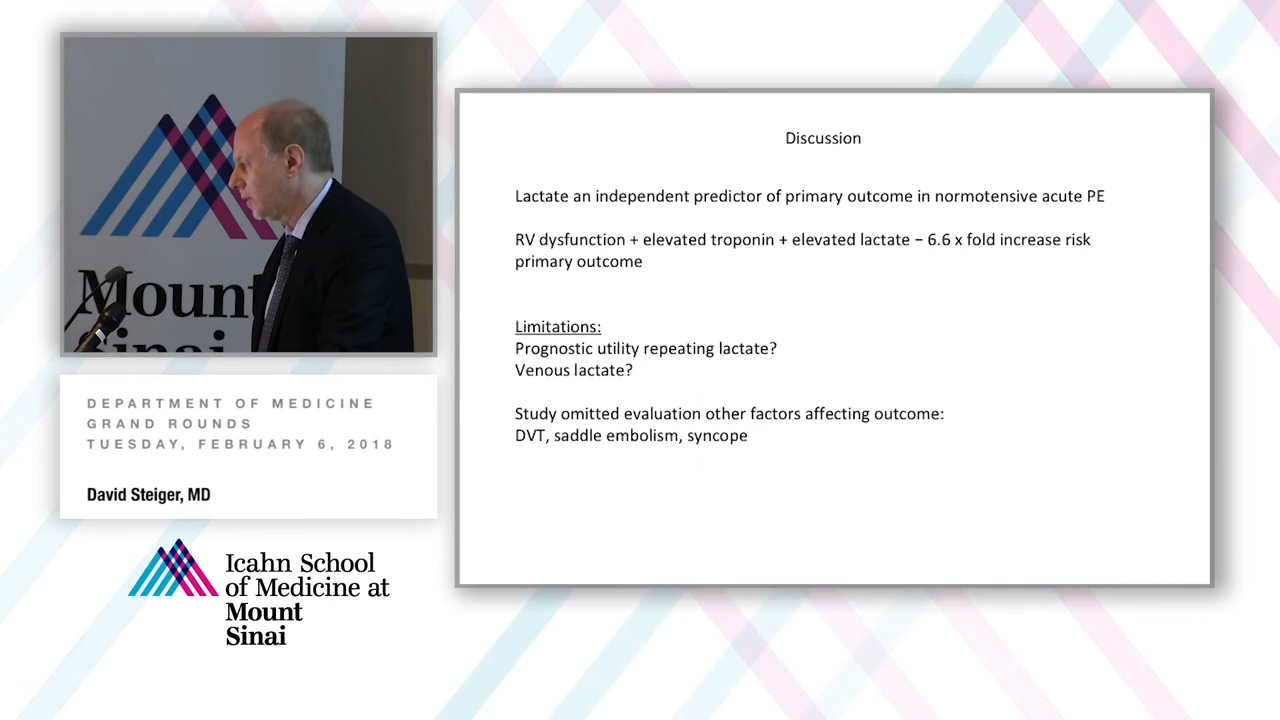 Mount
Sinai
DEPARTMENT OF MEDICINE
GRAND ROUNDS
TUESDAY, FEBRUARY 6, 2018
David Steiger, MD
Icahn School
of Medicine at
Mount
Sinai
Discussion
Lactate an independent predictor of primary outcome in normotensive acute PE
RV dysfunction + elevated troponin + elevated lactate – 6.6 x fold increase risk
primary outcome
Limitations:
Prognostic utility repeating lactate?
Venous lactate?
Study omitted evaluation other factors affecting outcome:
DVT, saddle embolism, syncope